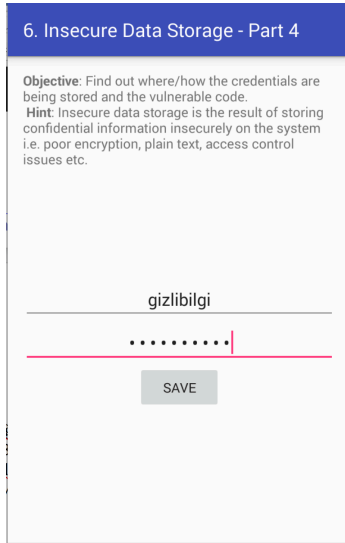 6. Insecure Data Storage - Part 4
Objective: Find out where/how the credentials are
being stored and the vulnerable code.
Hint: Insecure data storage is the result of storing
confidential information insecurely on the system
i.e. poor encryption, plain text, access control
issues etc.
gizlibilgi
••••••••••
SAVE